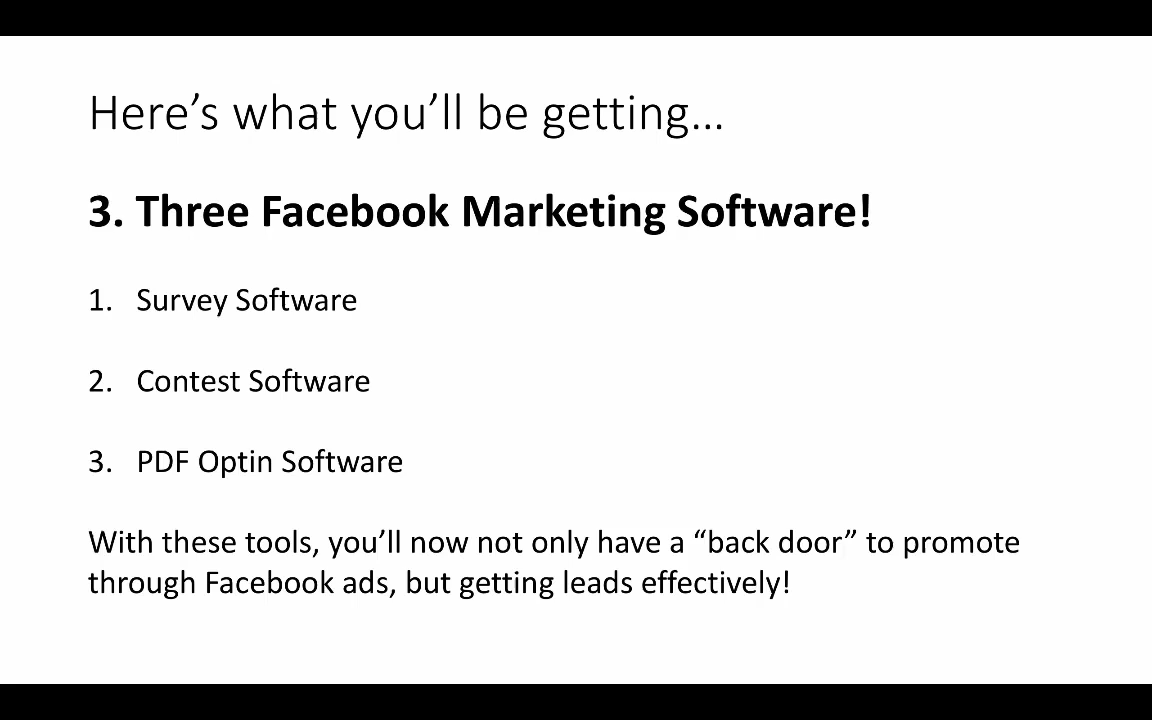 Here’s what you’ll be getting…
3. Three Facebook Marketing Software!
1. Survey Software
2. Contest Software
3. PDF Optin Software
With these tools, you’ll now not only have a “back door” to promote
through Facebook ads, but getting leads effectively!